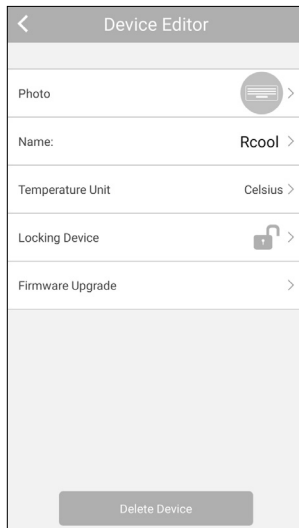 Device Editor
Photo
Name: Rcool
Temperature Unit Celsius
Locking Device
Firmware Upgrade
Delete Device